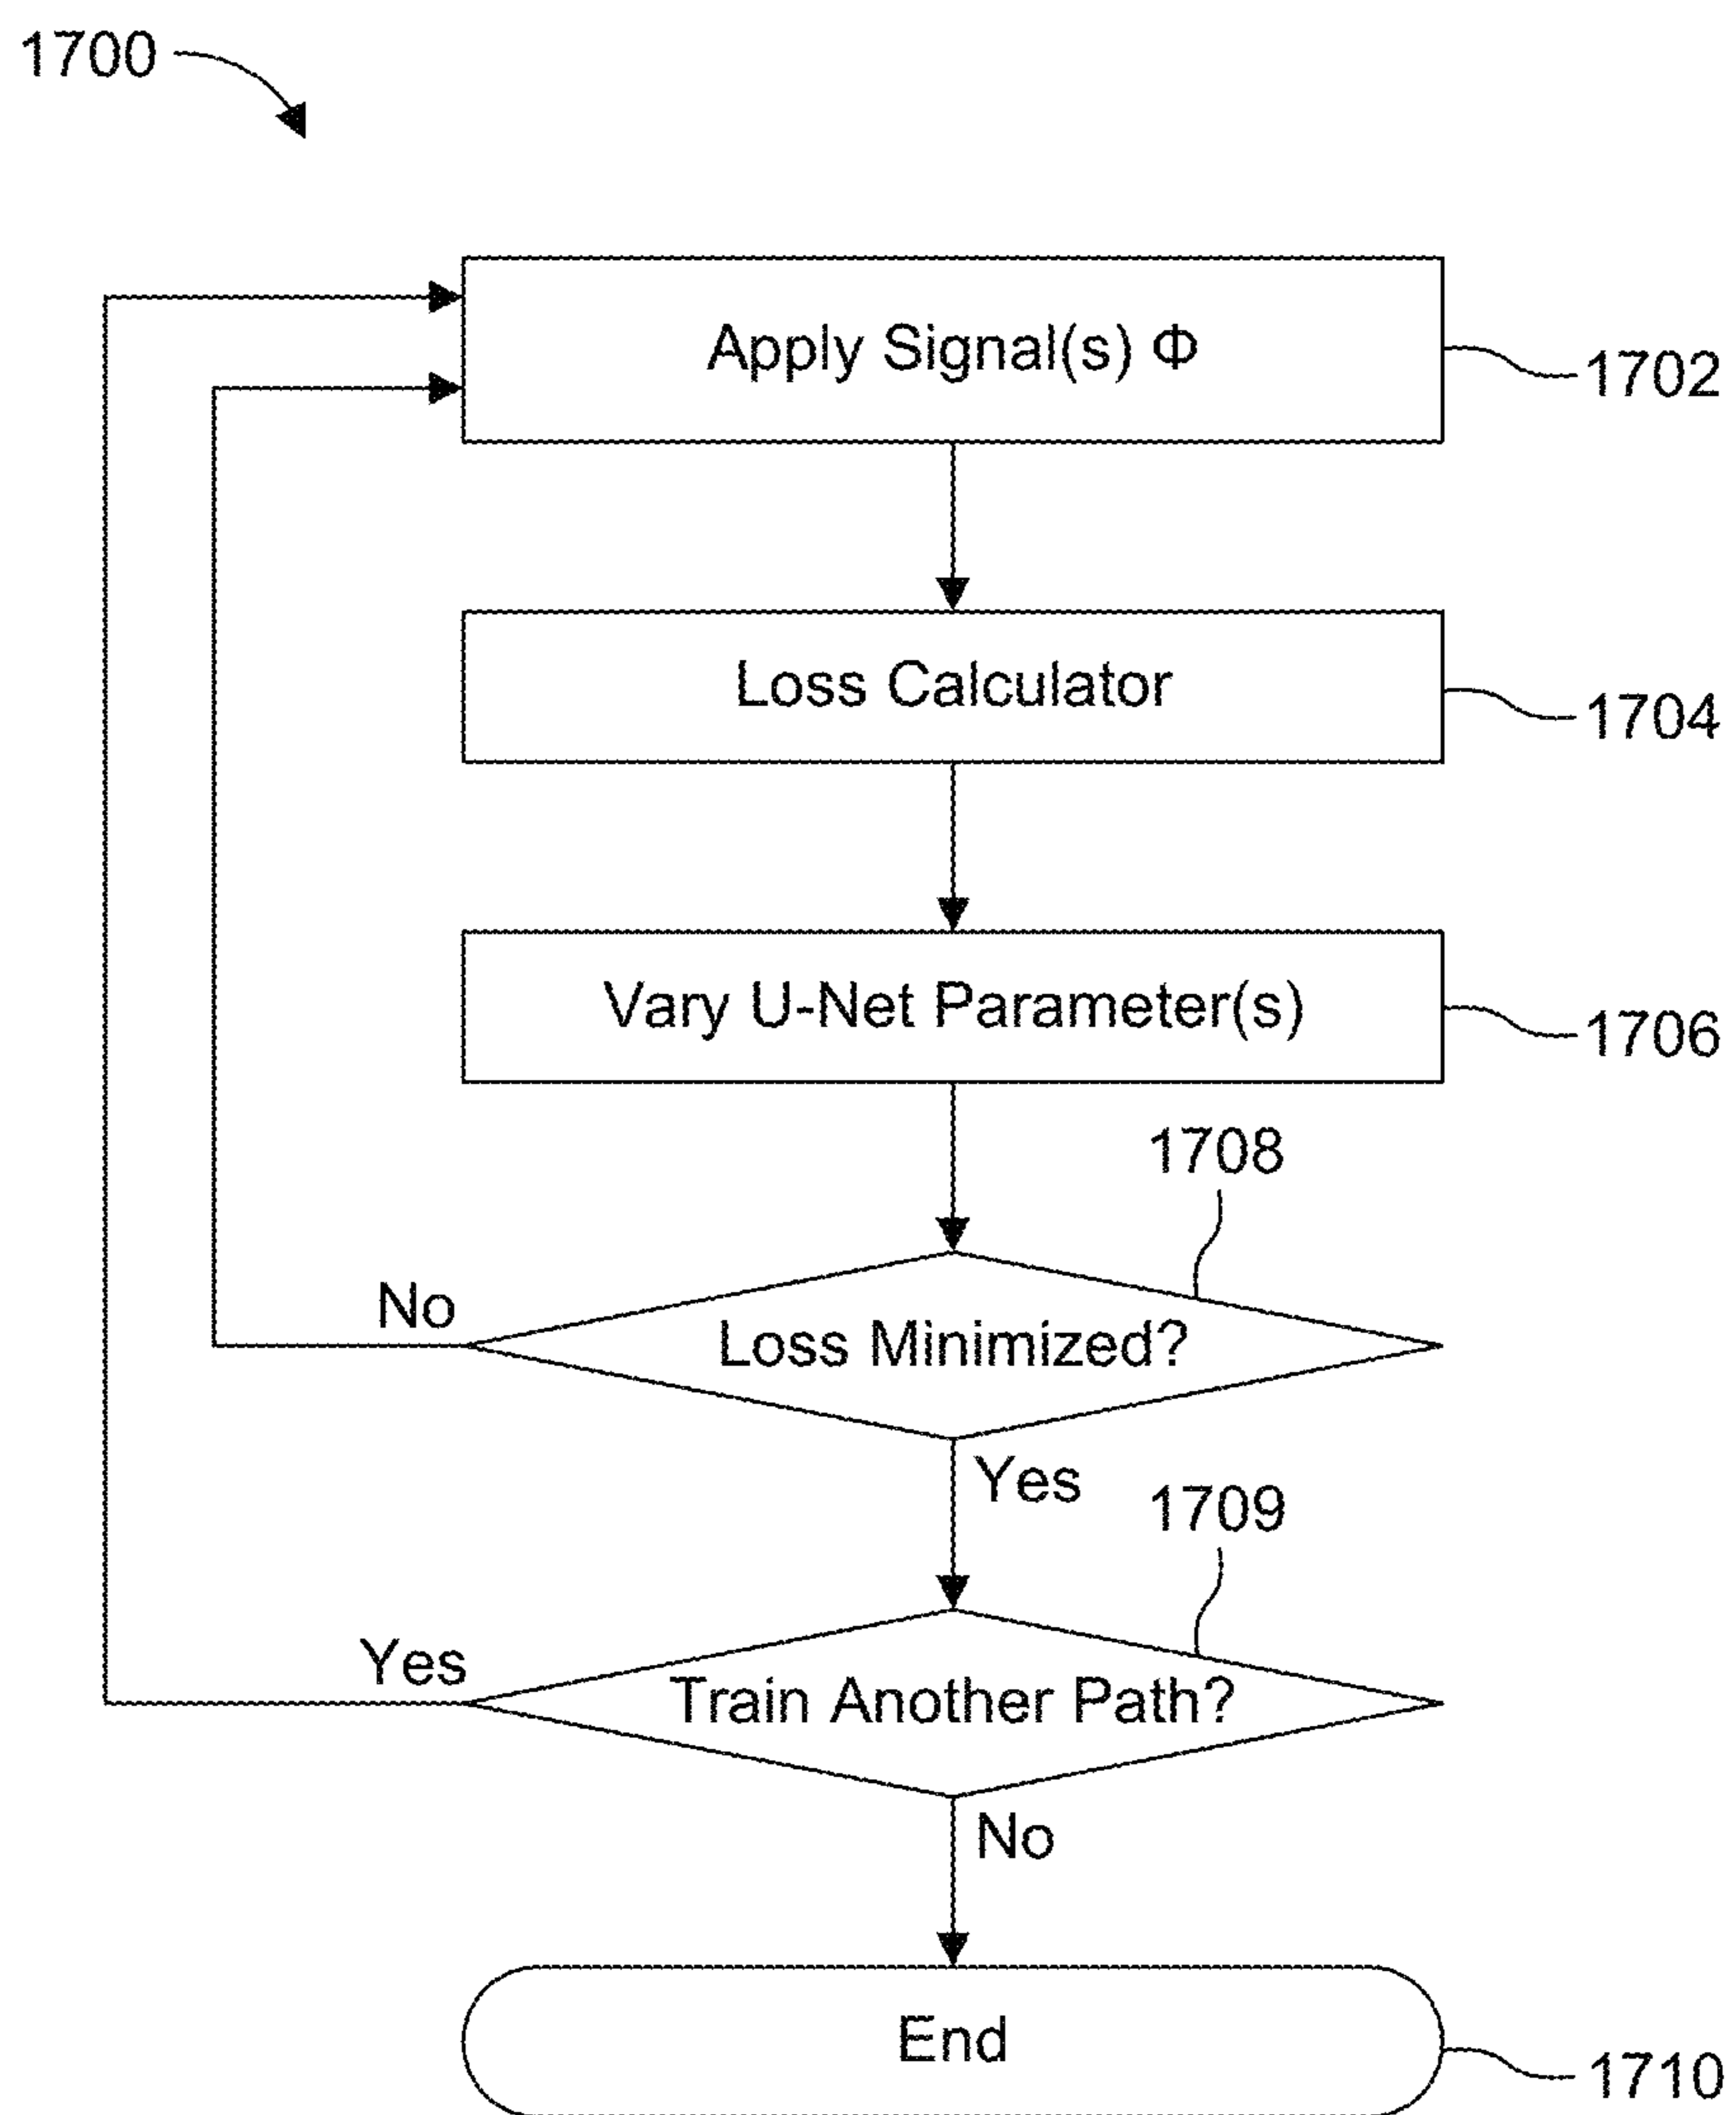 1700
Apply Signal(s) Φ
1702
Loss Calculator
1704
Vary U-Net Parameter(s)
1706
1708
No
Loss Minimized?
Yes
1709
Yes
Train Another Path?
No
End
1710